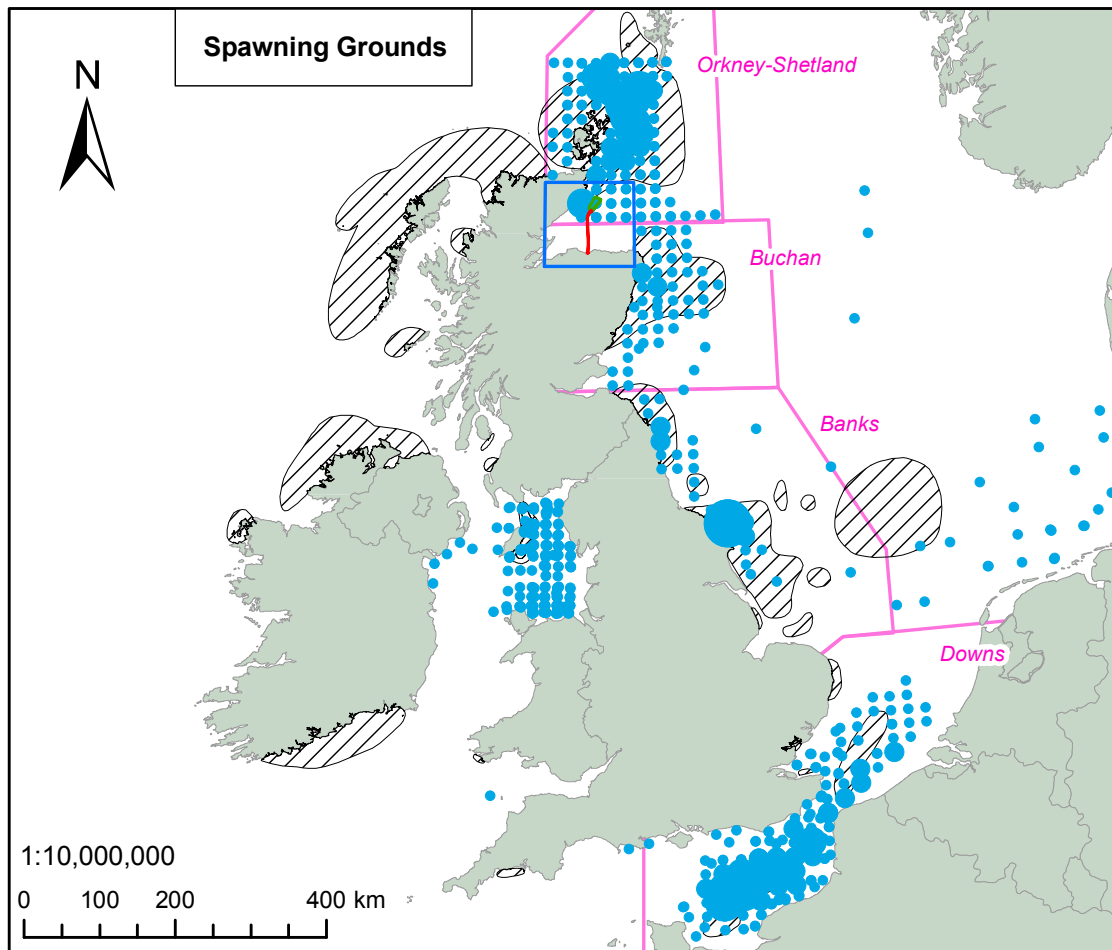 Spawning Grounds
N
Orkney-Shetland
Buchan
Banks
Downs
1:10,000,000
0 100 200 400 km